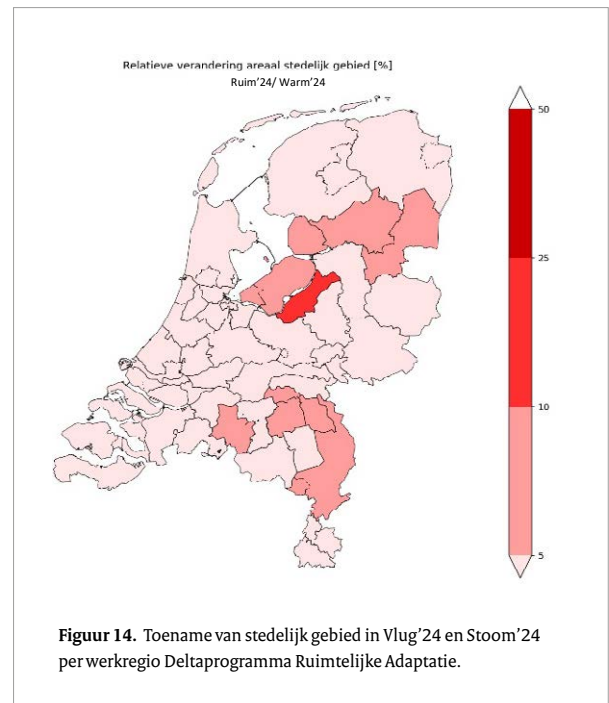 Relatieve verandering areaal stedelijk gebied [%]
Ruim’24/ Warm’24
50
25
10
5
Figuur 14. Toename van stedelijk gebied in Vlug’24 en Stoom’24
per werkregio Deltaprogramma Ruimtelijke Adaptatie.